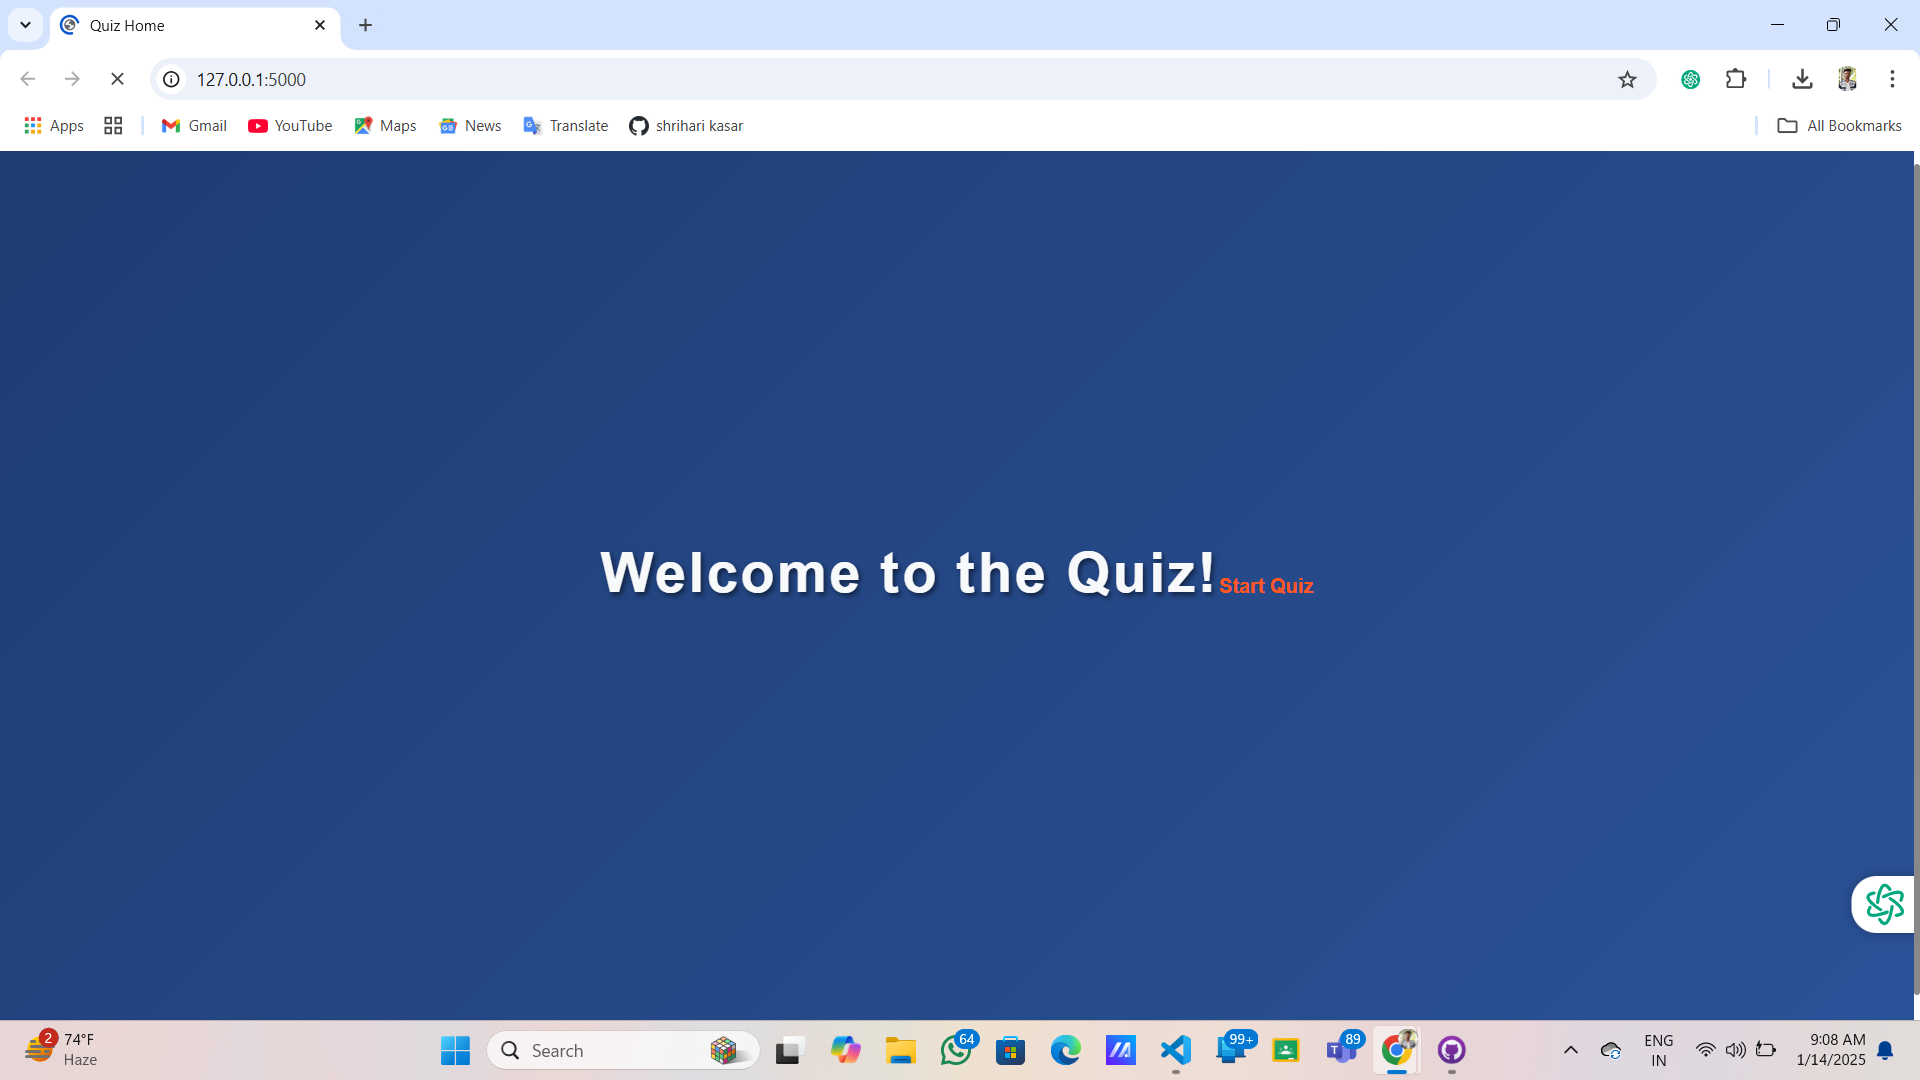 Quiz Home
127.0.0.1:5000
Apps Gmail YouTube Maps News Translate shrihari kasar All Bookmarks
Welcome to the Quiz! Start Quiz
2 74°F
Haze
Search
64
99+
89
ENG
IN
9:08 AM
1/14/2025